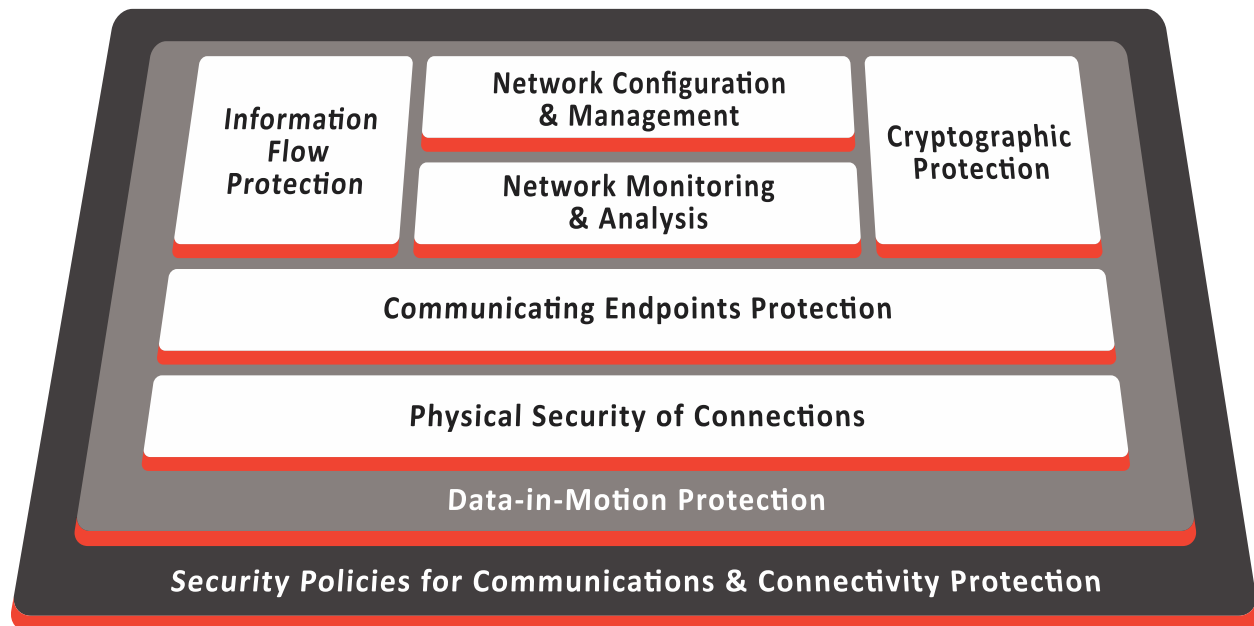 Information
Flow
Protection
Network Configuration
& Management
Network Monitoring
& Analysis
Cryptographic
Protection
Communicating Endpoints Protection
Physical Security of Connections
Data-in-Motion Protection
Security Policies for Communications & Connectivity Protection